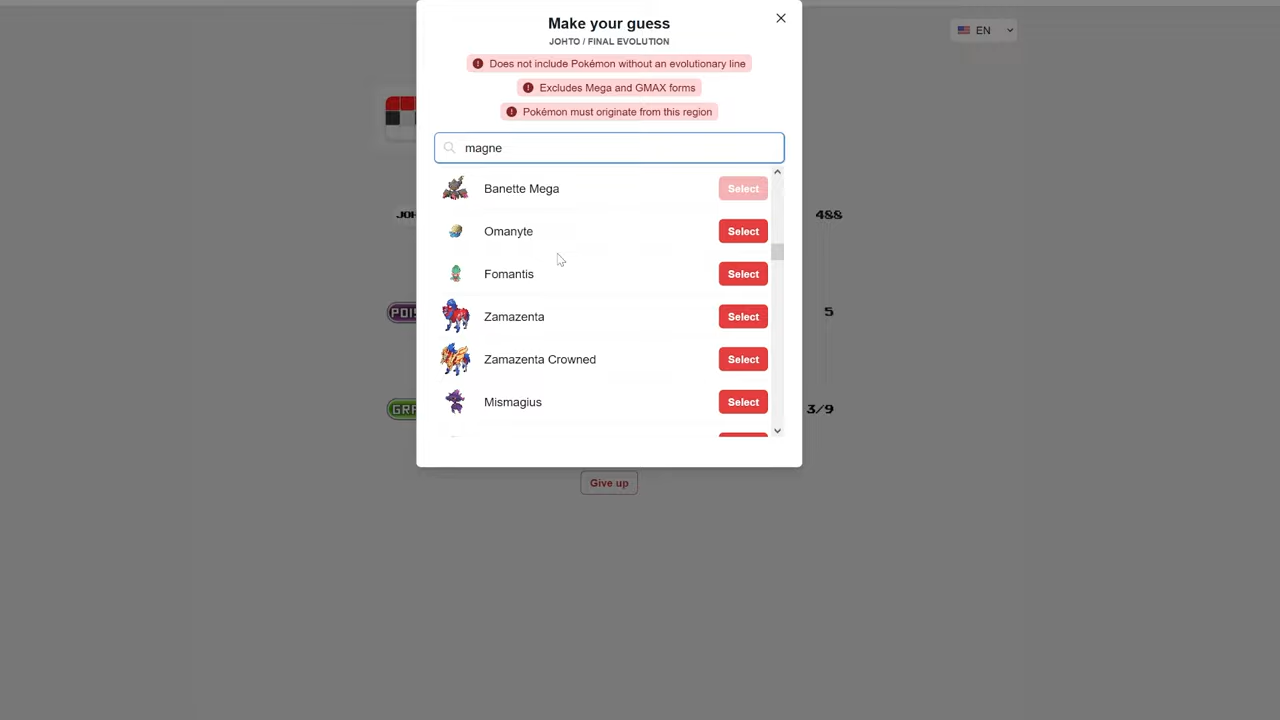 Make your guess
JOHTO / FINAL EVOLUTION
EN
Does not include Pokémon without an evolutionary line
Excludes Mega and GMAX forms
Pokémon must originate from this region
magne
Banette Mega Select
488
Omanyte Select
Fomantis Select
Zamazenta Select
5
Zamazenta Crowned Select
Mismagius Select
3/9
Give up